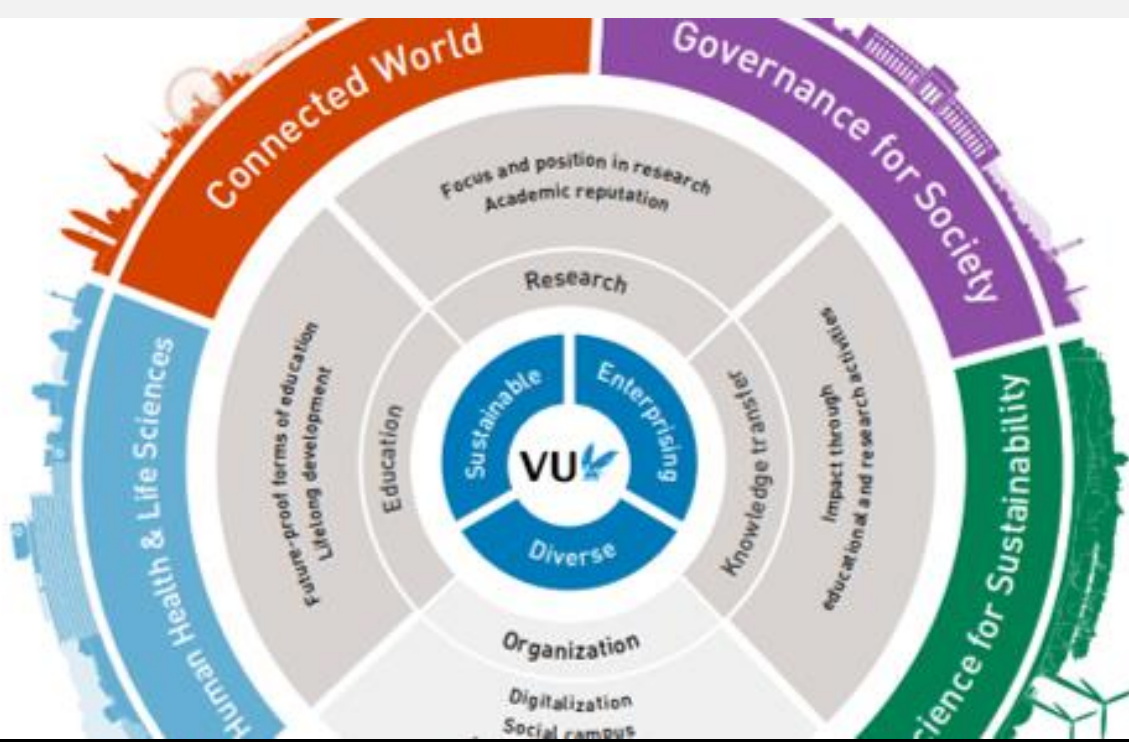 Connected World
Governance for Society
Focus and position in research
Academic reputation
Research
Future-proof forms of education
Lifelong development
Education
Sustainable
Enterprising
VU
Diverse
Knowledge transfer
Impact through
educational and research activities
Human Health & Life Sciences
cience for Sustainability
Organization
Digitalization
Social campus